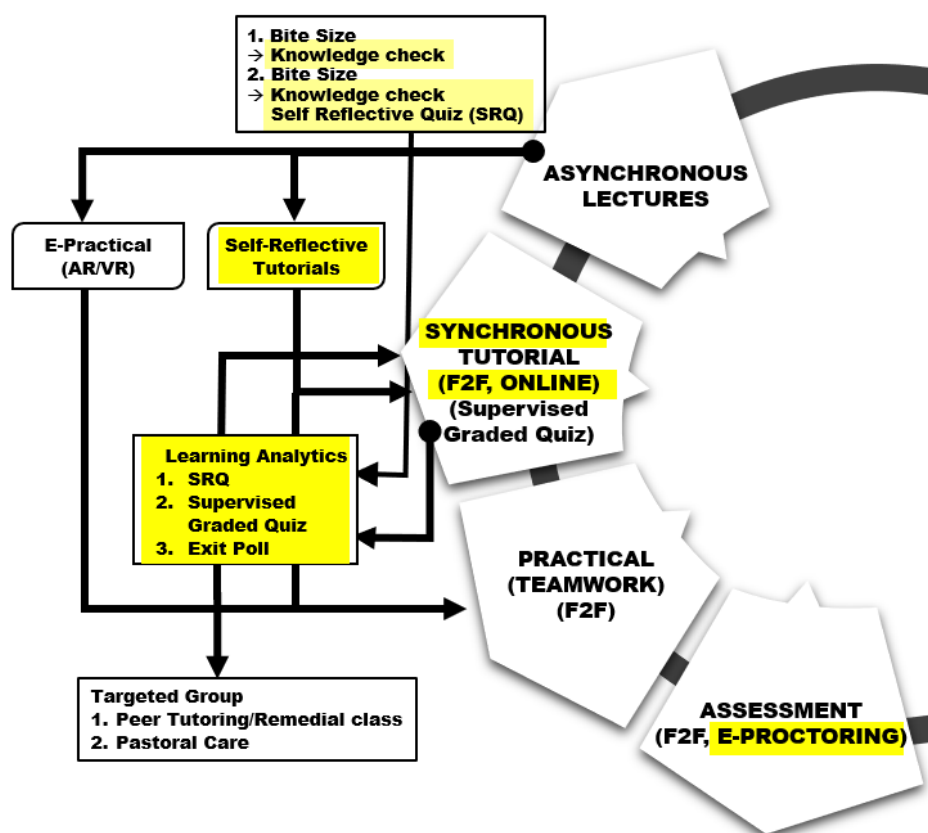 1. Bite Size
→ Knowledge check
2. Bite Size
→ Knowledge check
Self Reflective Quiz (SRQ)
ASYNCHRONOUS
LECTURES
E-Practical
(AR/VR)
Self-Reflective
Tutorials
SYNCHRONOUS
TUTORIAL
(F2F, ONLINE)
(Supervised
Graded Quiz)
Learning Analytics
1. SRQ
2. Supervised
Graded Quiz
3. Exit Poll
PRACTICAL
(TEAMWORK)
(F2F)
Targeted Group
1. Peer Tutoring/Remedial class
2. Pastoral Care
ASSESSMENT
(F2F, E-PROCTORING)